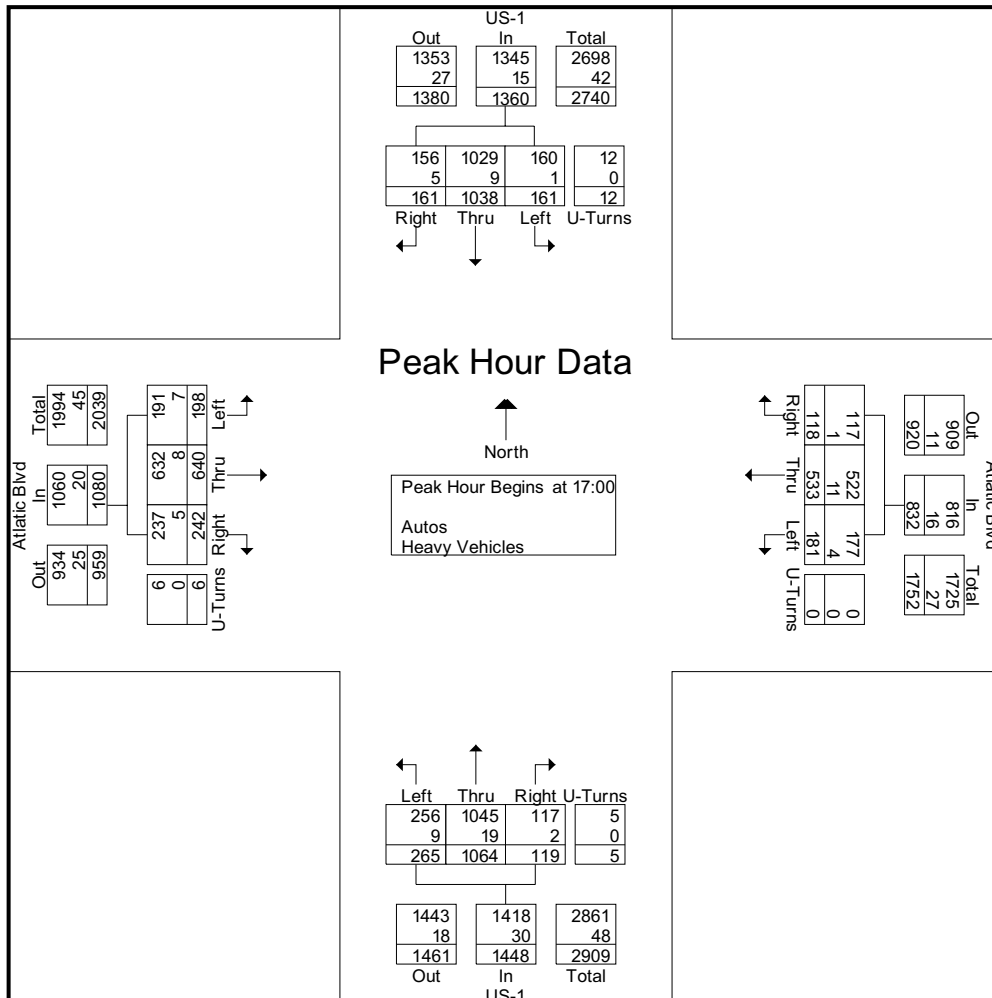 US-1
Out In Total
1353 1345 2698
27 15 42
1380 1360 2740
156 1029 160 12
5 9 1 0
161 1038 161 12
Right Thru Left U-Turns
Peak Hour Data
North
Peak Hour Begins at 17:00
Autos
Heavy Vehicles
Atlatic Blvd
Out In Total
934 1060 1994
25 20 45
959 1080 2039
U-Turns Right Thru Left
6 237 632 191
0 5 8 7
6 242 640 198
Atlatic Blvd
Out In Total
909 816 1725
11 16 27
920 832 1752
117 522 177 0
1 11 4 0
118 533 181 0
Right Thru Left U-Turns
Left Thru Right U-Turns
256 1045 117 5
9 19 2 0
265 1064 119 5
1443 1418 2861
18 30 48
1461 1448 2909
Out In Total
US-1